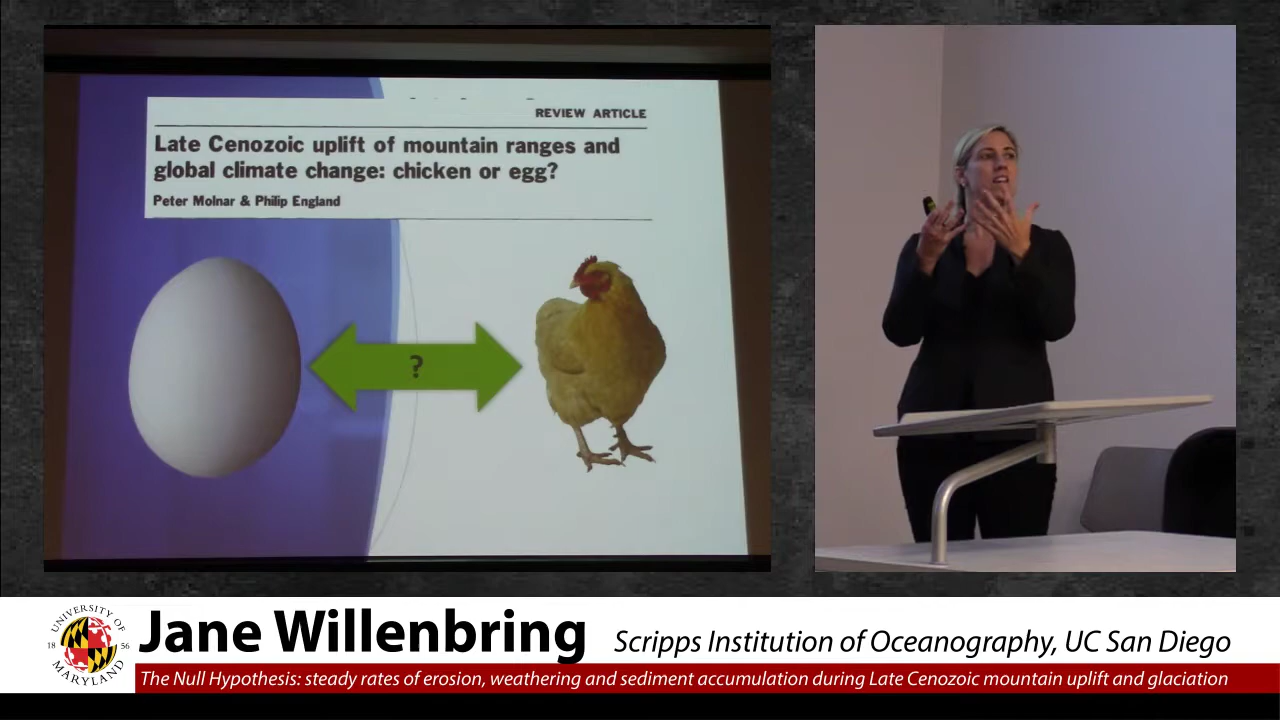 REVIEW ARTICLE
Late Cenozoic uplift of mountain ranges and
global climate change: chicken or egg?
Peter Molnar & Philip England
?
UNIVERSITY OF
18 56
MARYLAND
Jane Willenbring
Scripps Institution of Oceanography, UC San Diego
The Null Hypothesis: steady rates of erosion, weathering and sediment accumulation during Late Cenozoic mountain uplift and glaciation